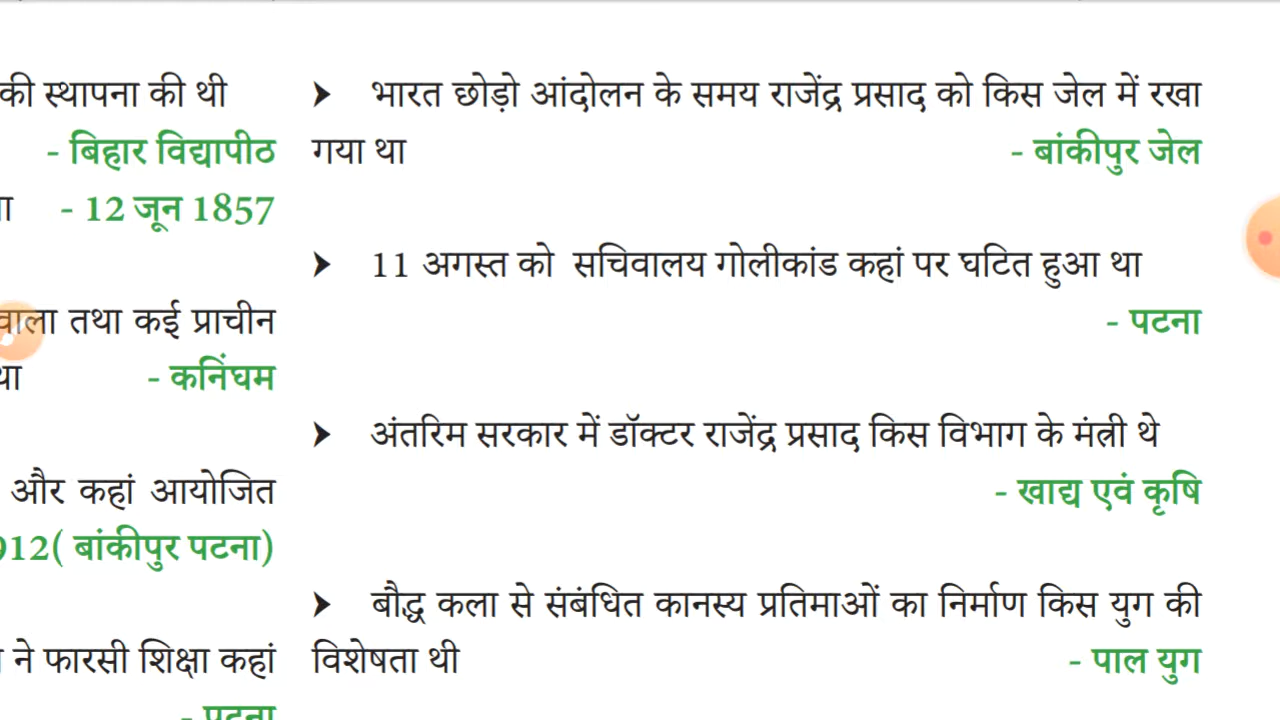 की स्थापना की थी
- बिहार विद्यापीठ
- 12 जून 1857
तथा कई प्राचीन
- कनिंघम
और कहां आयोजित
912( बांकीपुर पटना)
ने फारसी शिक्षा कहां
- पटना
➤ भारत छोड़ो आंदोलन के समय राजेंद्र प्रसाद को किस जेल में रखा
गया था - बांकीपुर जेल
➤ 11 अगस्त को सचिवालय गोलीकांड कहां पर घटित हुआ था
- पटना
➤ अंतरिम सरकार में डॉक्टर राजेंद्र प्रसाद किस विभाग के मंत्री थे
- खाद्य एवं कृषि
➤ बौद्ध कला से संबंधित कानस्य प्रतिमाओं का निर्माण किस युग की
विशेषता थी - पाल युग